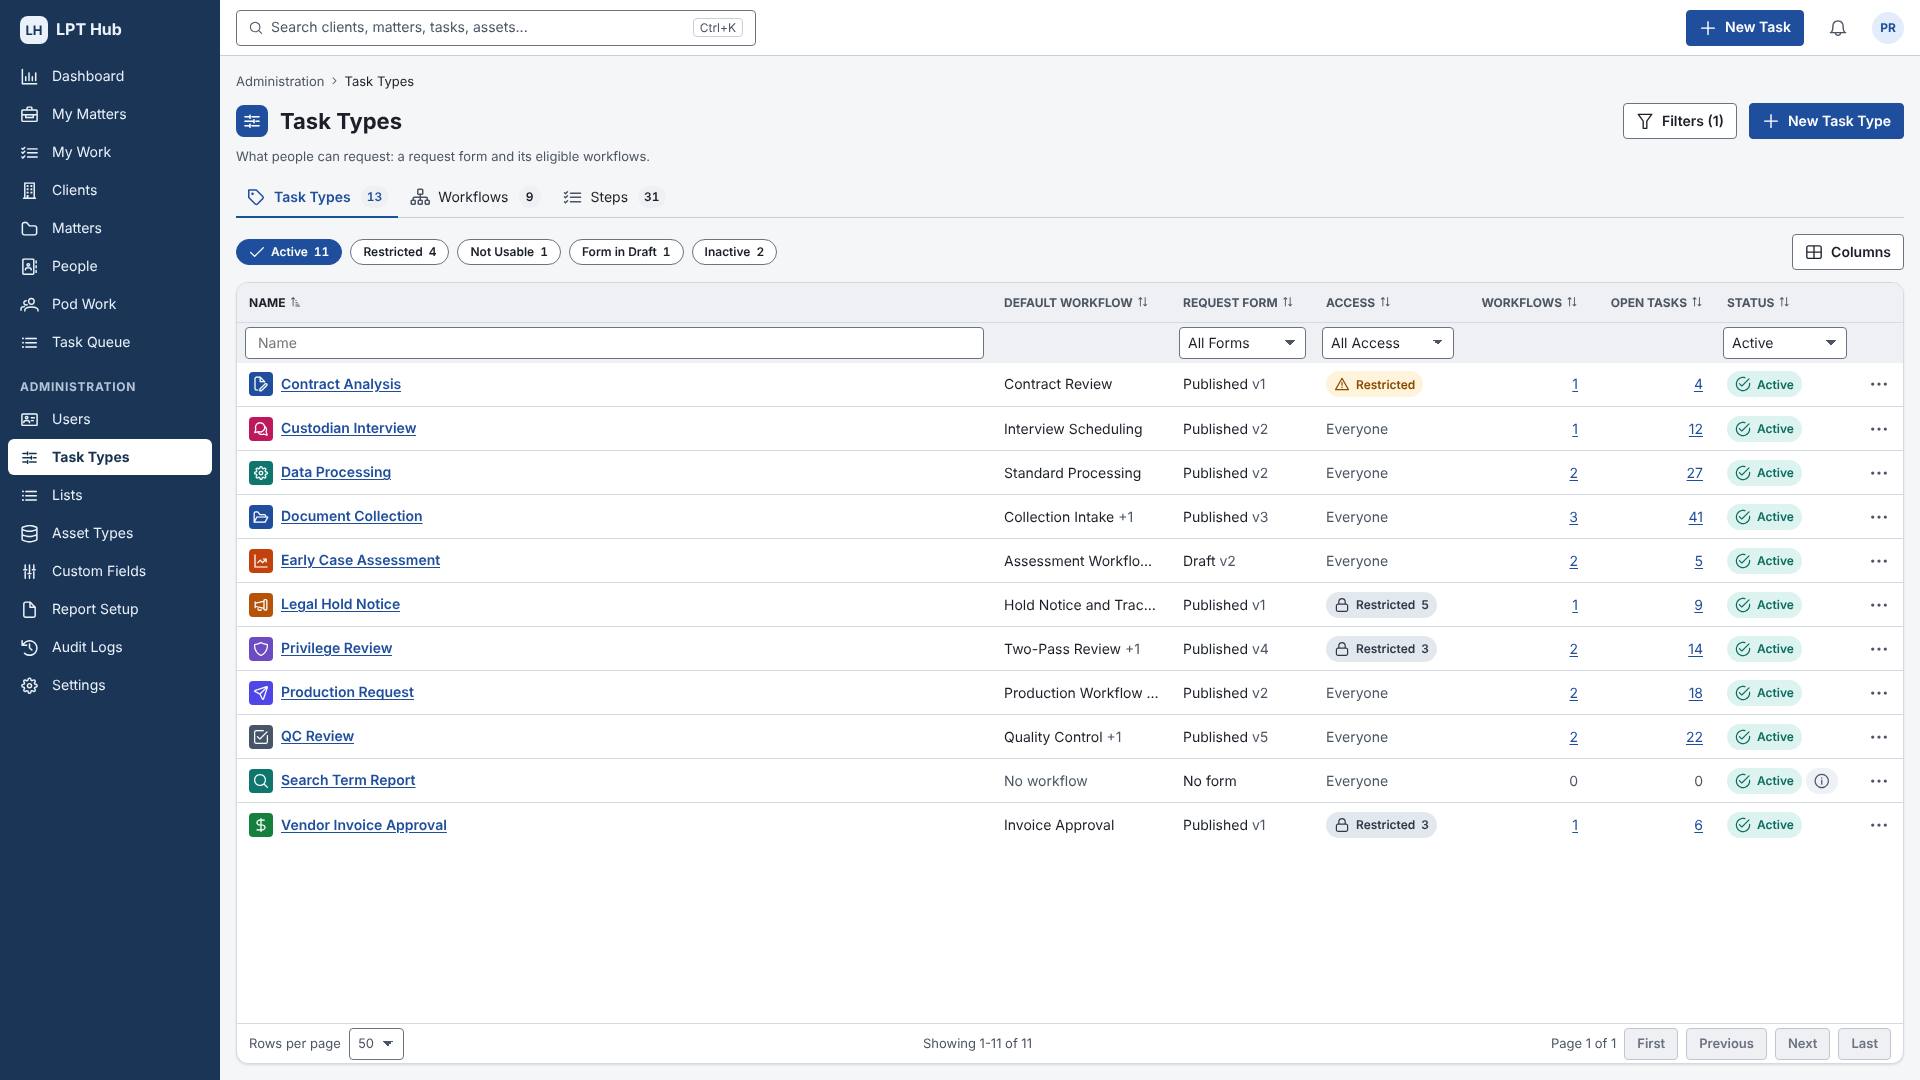 LH LPT Hub
Search clients, matters, tasks, assets... Ctrl+K
New Task
PR
Dashboard
My Matters
My Work
Clients
Matters
People
Pod Work
Task Queue
ADMINISTRATION
Users
Task Types
Lists
Asset Types
Custom Fields
Report Setup
Audit Logs
Settings
Administration > Task Types
Task Types
Filters (1)
New Task Type
What people can request: a request form and its eligible workflows.
Task Types 13 Workflows 9 Steps 31
Active 11 Restricted 4 Not Usable 1 Form in Draft 1 Inactive 2
Columns
NAME DEFAULT WORKFLOW REQUEST FORM ACCESS WORKFLOWS OPEN TASKS STATUS
Name All Forms All Access Active
Contract Analysis Contract Review Published v1 Restricted 1 4 Active
Custodian Interview Interview Scheduling Published v2 Everyone 1 12 Active
Data Processing Standard Processing Published v2 Everyone 2 27 Active
Document Collection Collection Intake +1 Published v3 Everyone 3 41 Active
Early Case Assessment Assessment Workflo... Draft v2 Everyone 2 5 Active
Legal Hold Notice Hold Notice and Trac... Published v1 Restricted 5 1 9 Active
Privilege Review Two-Pass Review +1 Published v4 Restricted 3 2 14 Active
Production Request Production Workflow ... Published v2 Everyone 2 18 Active
QC Review Quality Control +1 Published v5 Everyone 2 22 Active
Search Term Report No workflow No form Everyone 0 0 Active
Vendor Invoice Approval Invoice Approval Published v1 Restricted 3 1 6 Active
Rows per page 50 Showing 1-11 of 11 Page 1 of 1 First Previous Next Last